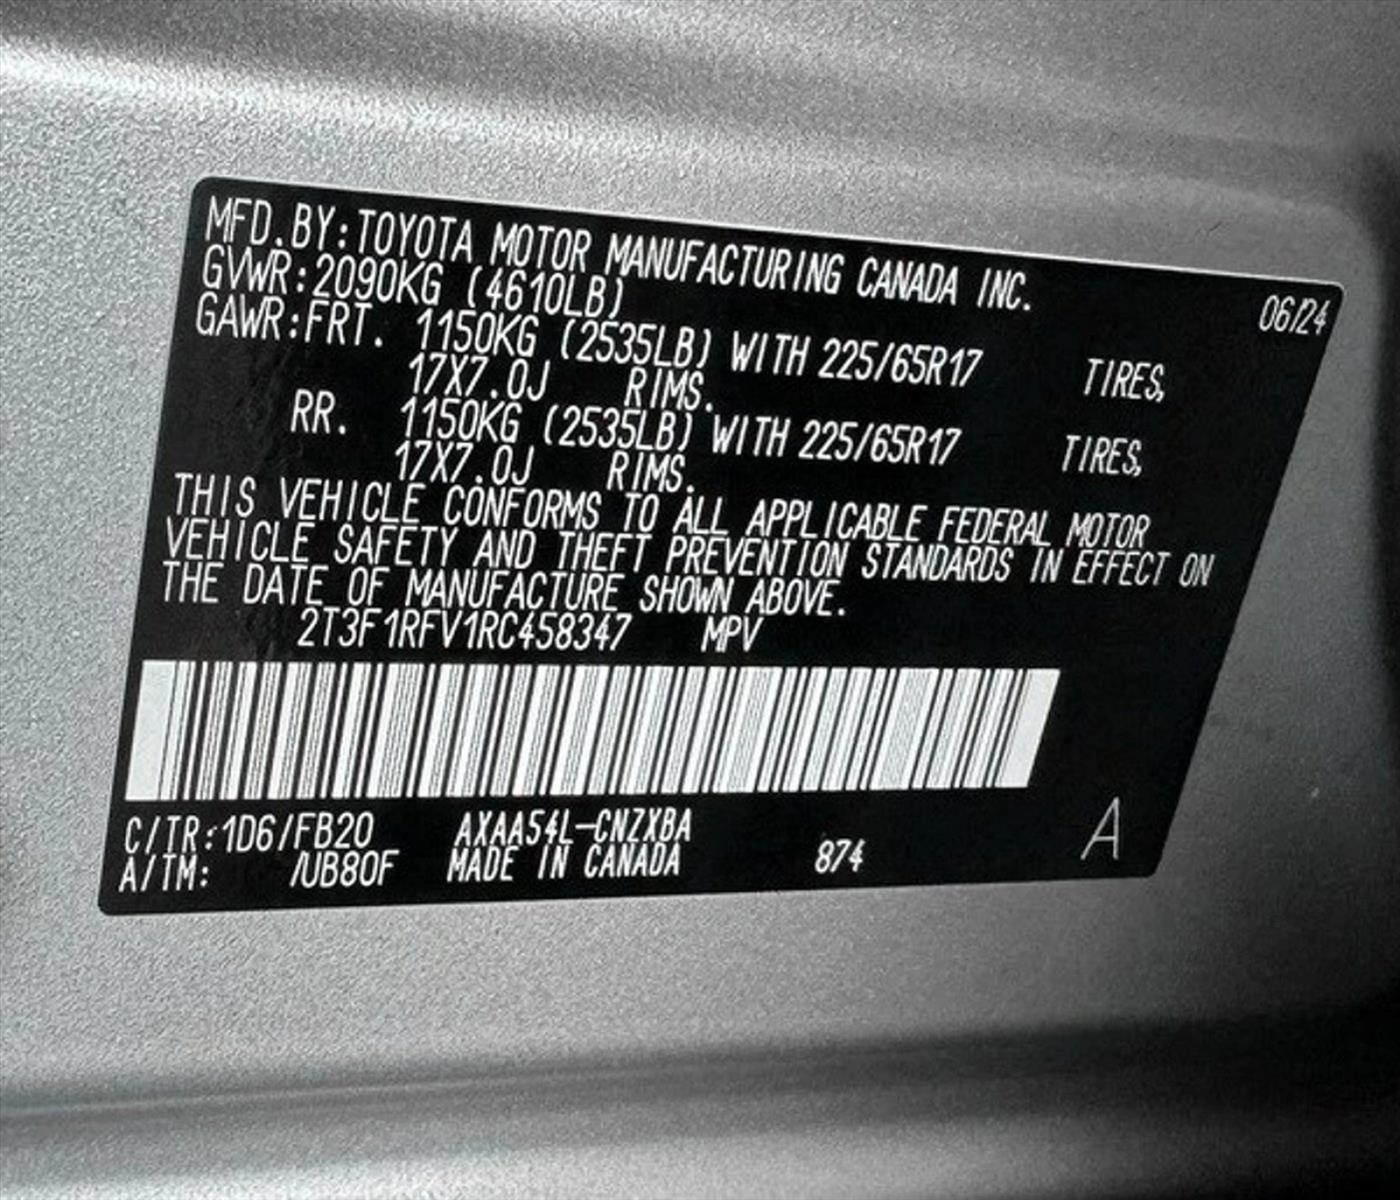 MFD.BY:TOYOTA MOTOR MANUFACTURING CANADA INC. 06/24
GVWR:2090KG (4610LB)
GAWR:FRT. 1150KG (2535LB) WITH 225/65R17 TIRES,
17X7.0J RIMS.
RR. 1150KG (2535LB) WITH 225/65R17 TIRES,
17X7.0J RIMS.
THIS VEHICLE CONFORMS TO ALL APPLICABLE FEDERAL MOTOR
VEHICLE SAFETY AND THEFT PREVENTION STANDARDS IN EFFECT ON
THE DATE OF MANUFACTURE SHOWN ABOVE.
2T3F1RFV1RC458347 MPV
C/TR:1D6/FB20 AXAA54L-CNZXBA
A/TM: /UB80F MADE IN CANADA 874 A